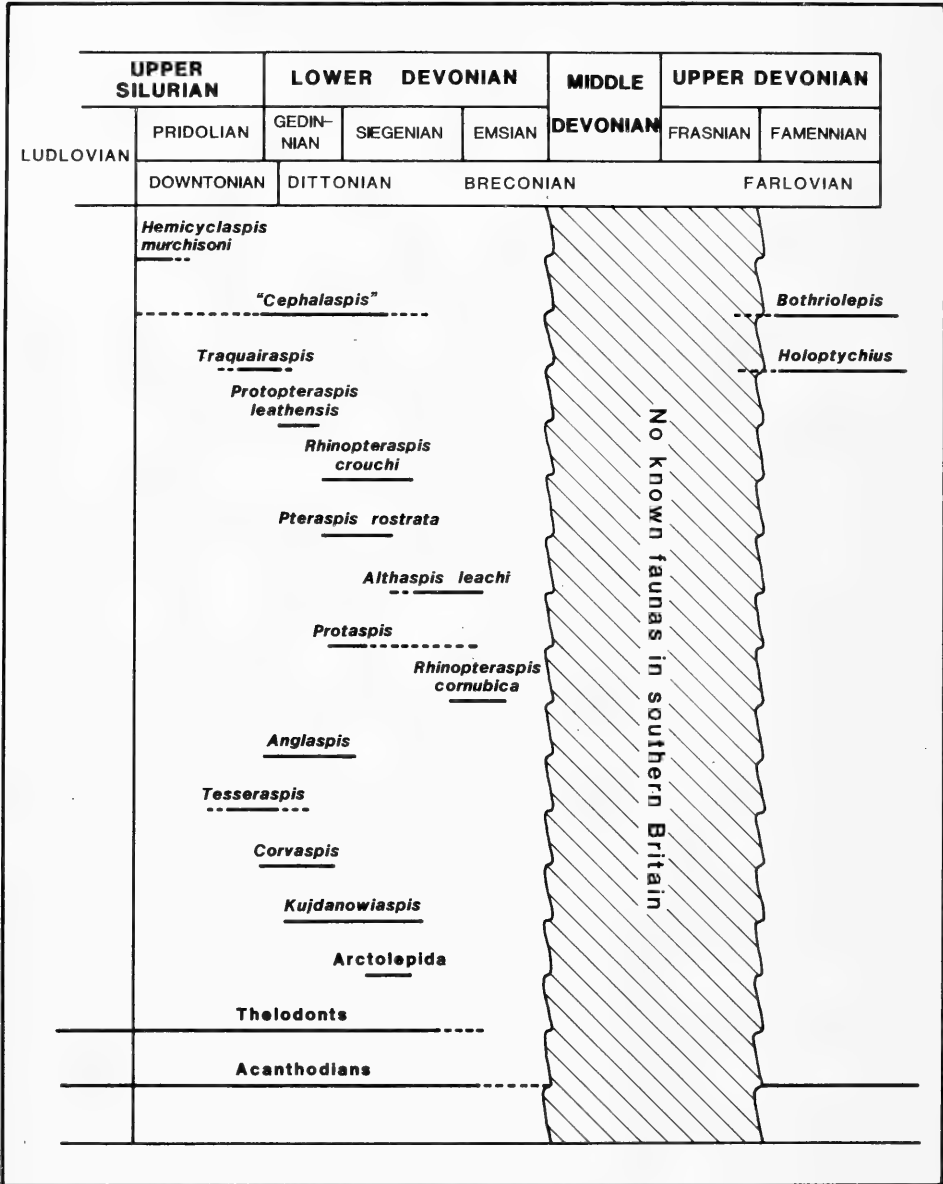 UPPER SILURIAN
LOWER DEVONIAN
MIDDLE DEVONIAN
UPPER DEVONIAN
LUDLOVIAN
PRIDOLIAN
GEDIN–
NIAN
SIEGENIAN
EMSIAN
FRASNIAN
FAMENNIAN
DOWNTONIAN
DITTONIAN
BRECONIAN
FARLOVIAN
Hemicyclaspis
murchisoni
"Cephalaspis"
Bothriolepis
Traquairaspis
Holoptychius
Protopteraspis
leathensis
Rhinopteraspis
crouchi
Pteraspis rostrata
Althaspis leachi
Protaspis
Rhinopteraspis
cornubica
Anglaspis
Tesseraspis
Corvaspis
Kujdanowiaspis
Arctolepida
Thelodonts
Acanthodians
No known faunas in southern Britain